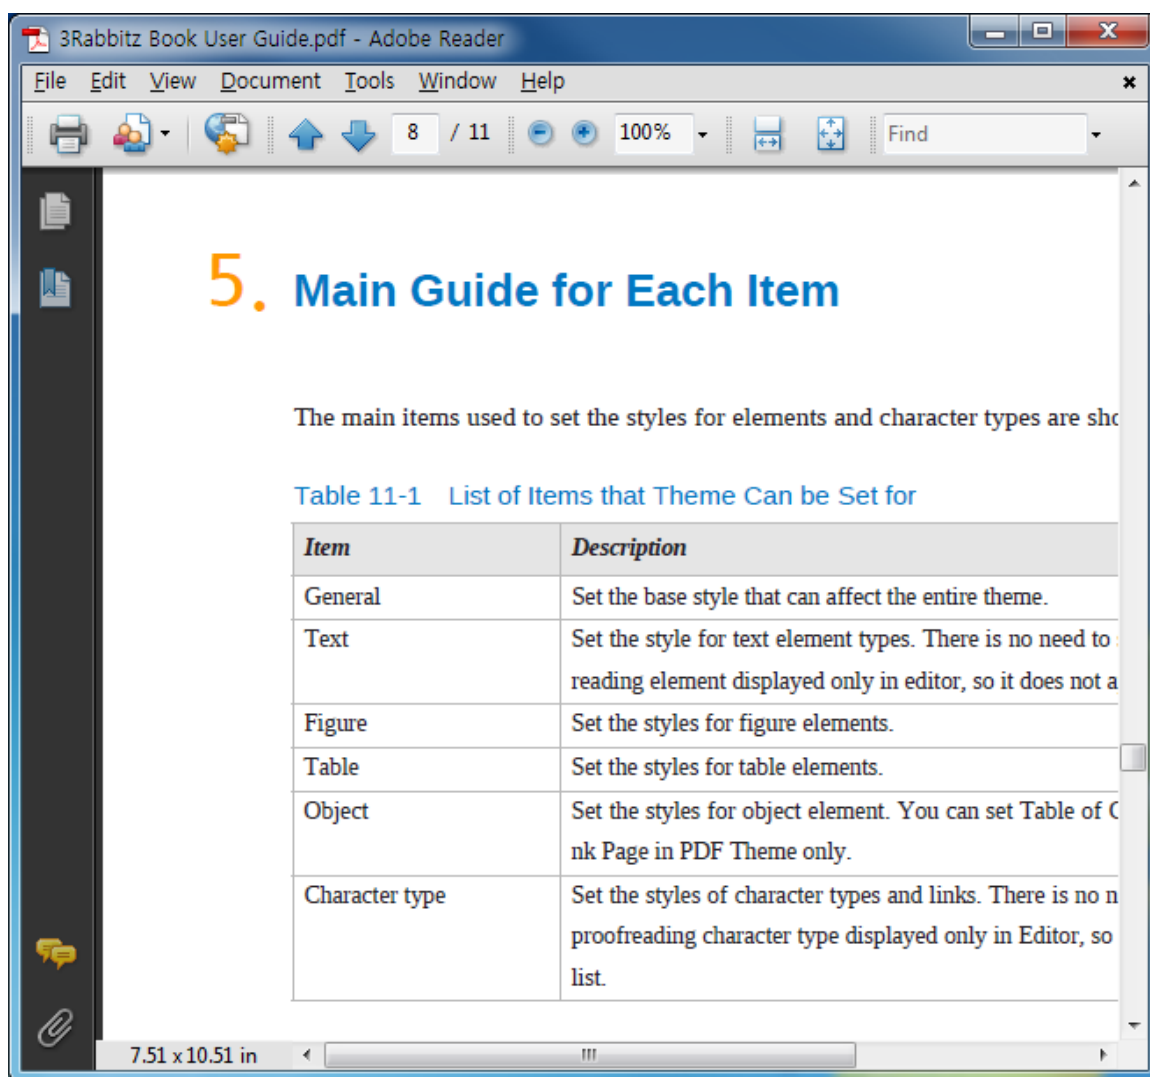 3Rabbitz Book User Guide.pdf - Adobe Reader
File Edit View Document Tools Window Help
8 / 11 100% Find
5. Main Guide for Each Item
The main items used to set the styles for elements and character types are
Table 11-1 List of Items that Theme Can be Set for
Item Description
General Set the base style that can affect the entire theme.
Text Set the style for text element types. There is no need to
reading element displayed only in editor, so it does not
Figure Set the styles for figure elements.
Table Set the styles for table elements.
Object Set the styles for object element. You can set Table of
nk Page in PDF Theme only.
Character type Set the styles of character types and links. There is no
proofreading character type displayed only in Editor, so
list.
7.51 x 10.51 in